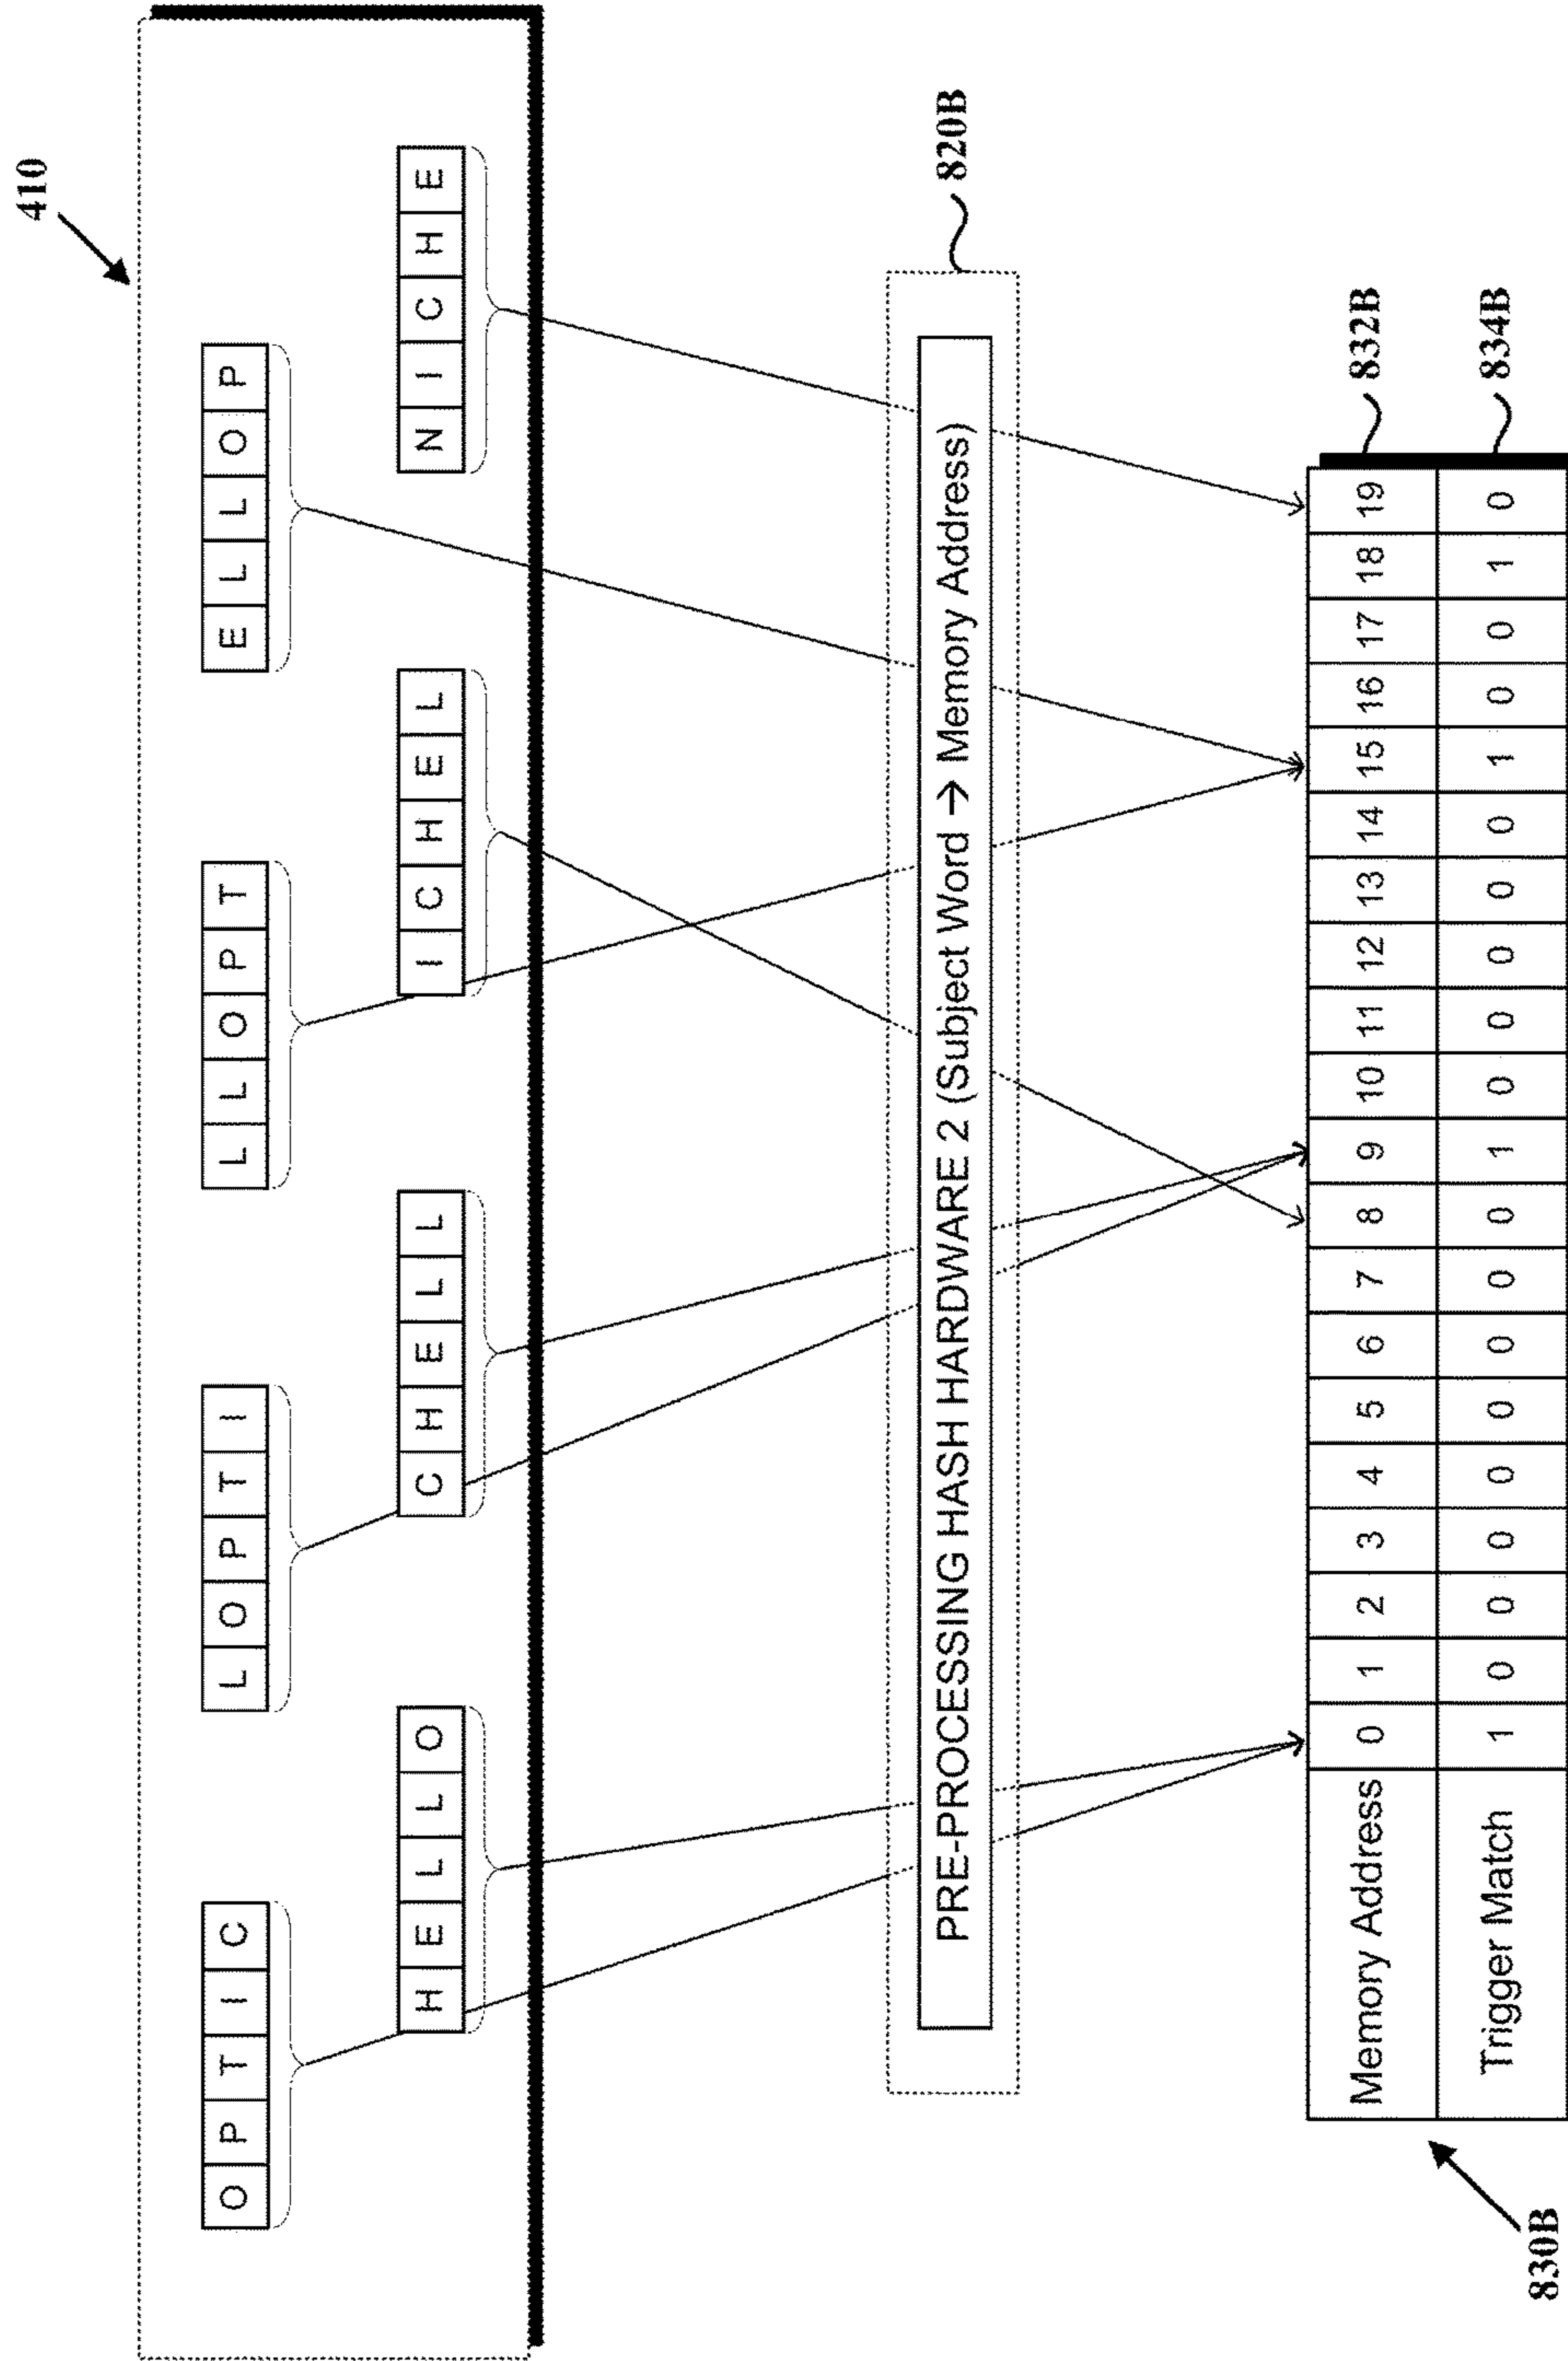 410
O P T I C
L O P T I
L L O P T
E L L O P
H E L L O
C H E L L
I C H E L
N I C H E
820B
PRE-PROCESSING HASH HARDWARE 2 (Subject Word → Memory Address)
830B
Memory Address 0 1 2 3 4 5 6 7 8 9 10 11 12 13 14 15 16 17 18 19
832B
Trigger Match 1 0 0 0 0 0 0 0 0 1 0 0 0 0 0 1 0 0 1 0
834B